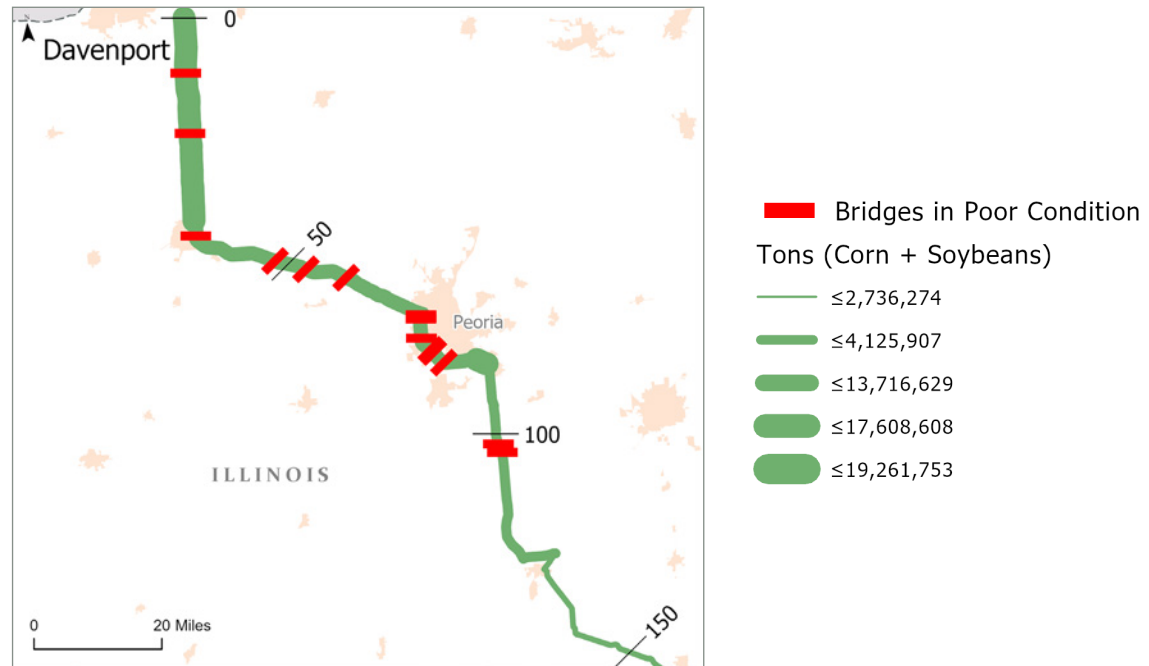 0
Davenport
50
Peoria
100
ILLINOIS
150
0 20 Miles
Bridges in Poor Condition
Tons (Corn + Soybeans)
≤2,736,274
≤4,125,907
≤13,716,629
≤17,608,608
≤19,261,753